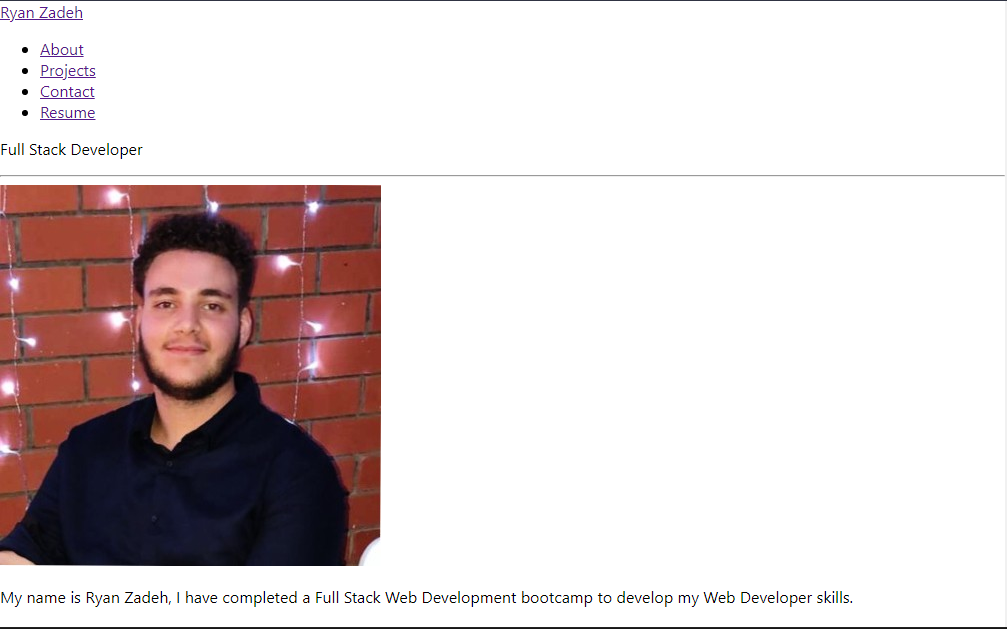 Ryan Zadeh
About
Projects
Contact
Resume
Full Stack Developer
My name is Ryan Zadeh, I have completed a Full Stack Web Development bootcamp to develop my Web Developer skills.